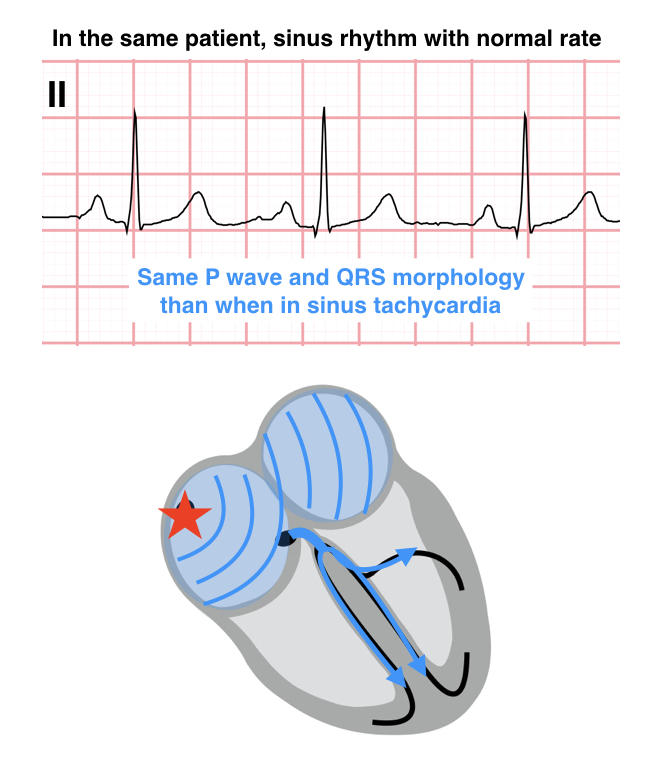 In the same patient, sinus rhythm with normal rate
II
Same P wave and QRS morphology
than when in sinus tachycardia